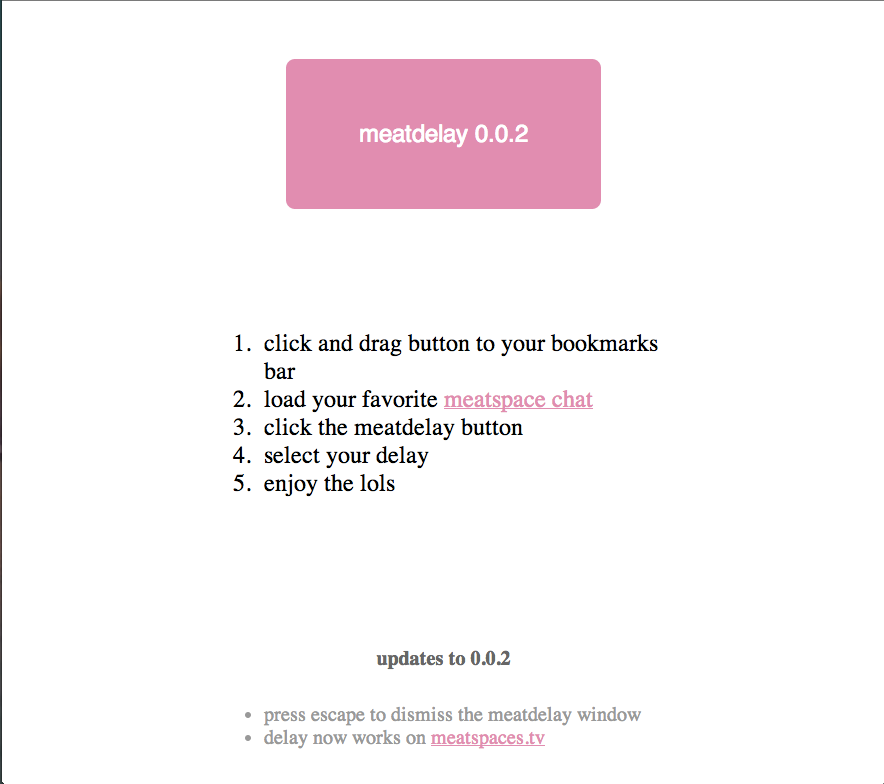 meatdelay 0.0.2
1. click and drag button to your bookmarks
bar
2. load your favorite meatspace chat
3. click the meatdelay button
4. select your delay
5. enjoy the lols
updates to 0.0.2
• press escape to dismiss the meatdelay window
• delay now works on meatspaces.tv